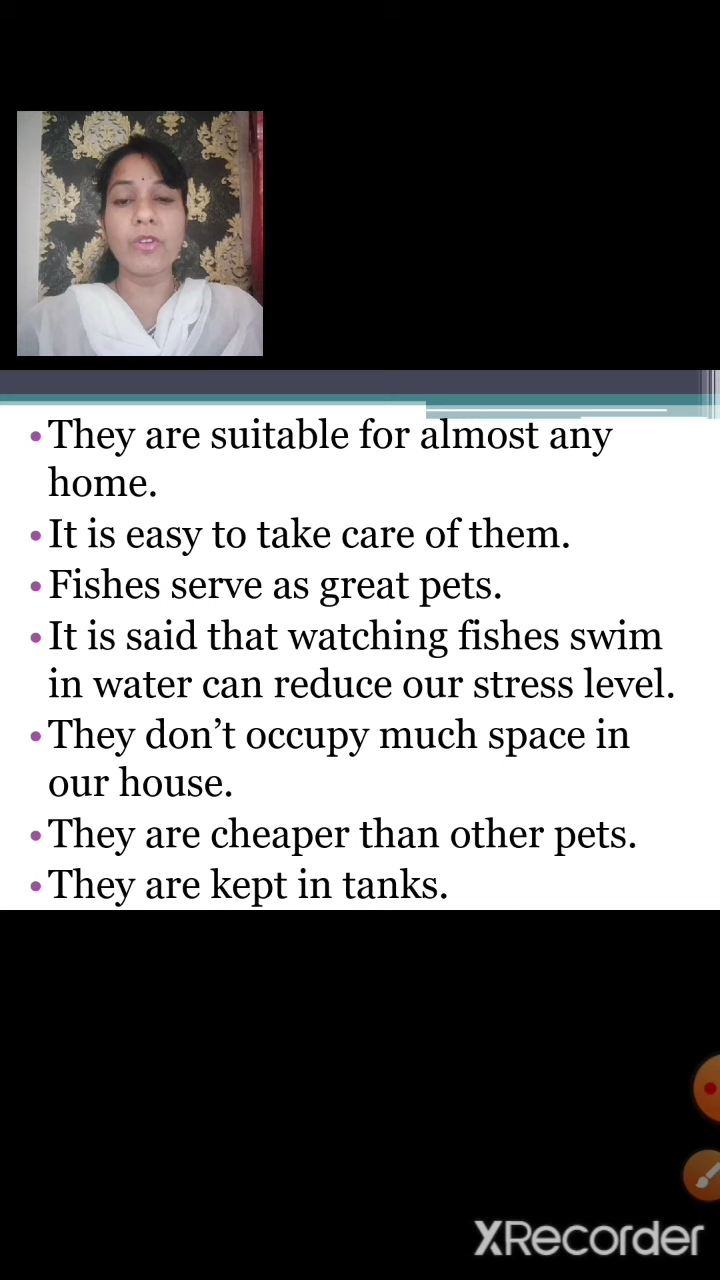 •They are suitable for almost any
home.
•It is easy to take care of them.
•Fishes serve as great pets.
•It is said that watching fishes swim
in water can reduce our stress level.
•They don’t occupy much space in
our house.
•They are cheaper than other pets.
•They are kept in tanks.
XRecorder